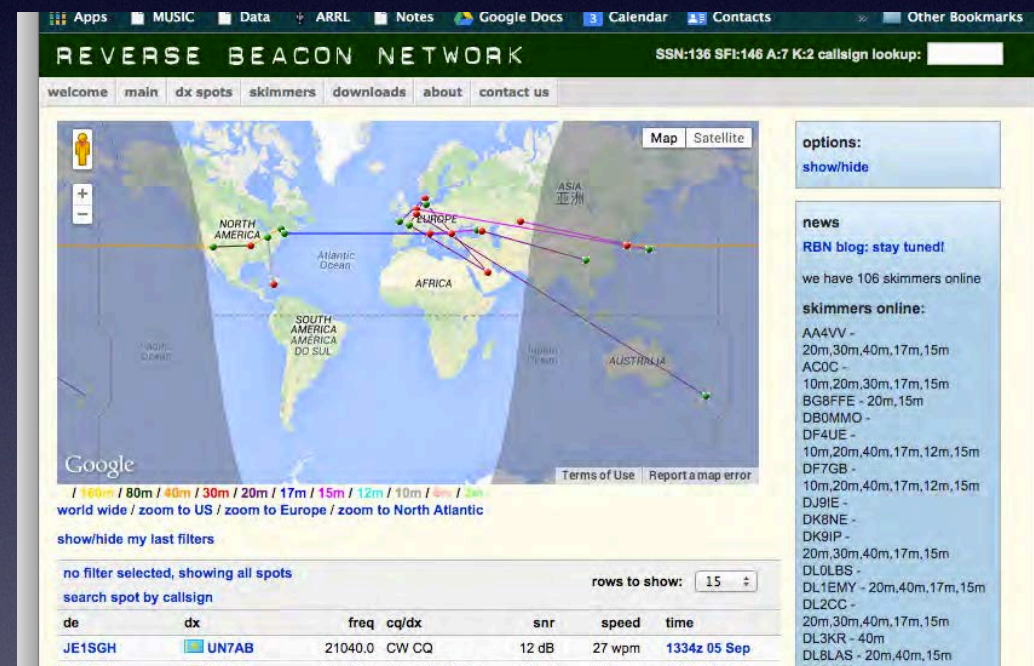 Apps MUSIC Data ARRL Notes Google Docs 3 Calendar Contacts » Other Bookmarks
REVERSE BEACON NETWORK SSN:136 SFI:146 A:7 K:2 callsign lookup:
welcome main dx spots skimmers downloads about contact us
Map Satellite
+
−
ASIA
亚洲
NORTH
AMERICA
EUROPE
Atlantic
Ocean
AFRICA
SOUTH
AMERICA
AMÉRICA
DO SUL
Pacific
Ocean
Indian
Ocean
AUSTRALIA
Google Terms of Use Report a map error
/ 160m / 80m / 40m / 30m / 20m / 17m / 15m / 12m / 10m / 6m / 2m
world wide / zoom to US / zoom to Europe / zoom to North Atlantic
show/hide my last filters
no filter selected, showing all spots
search spot by callsign
rows to show: 15
de dx freq cq/dx snr speed time
JE1SGH UN7AB 21040.0 CW CQ 12 dB 27 wpm 1334z 05 Sep
options:
show/hide
news
RBN blog: stay tuned!
we have 106 skimmers online
skimmers online:
AA4VV -
20m,30m,40m,17m,15m
AC0C -
10m,20m,30m,17m,15m
BG8FFE - 20m,15m
DB0MMO -
DF4UE -
10m,20m,40m,17m,12m,15m
DF7GB -
10m,20m,40m,17m,12m,15m
DJ9IE -
DK8NE -
DK9IP -
20m,30m,40m,17m,15m
DL0LBS -
DL1EMY - 20m,40m,17m,15m
DL2CC -
20m,30m,40m,17m,15m
DL3KR - 40m
DL8LAS - 20m,40m,15m